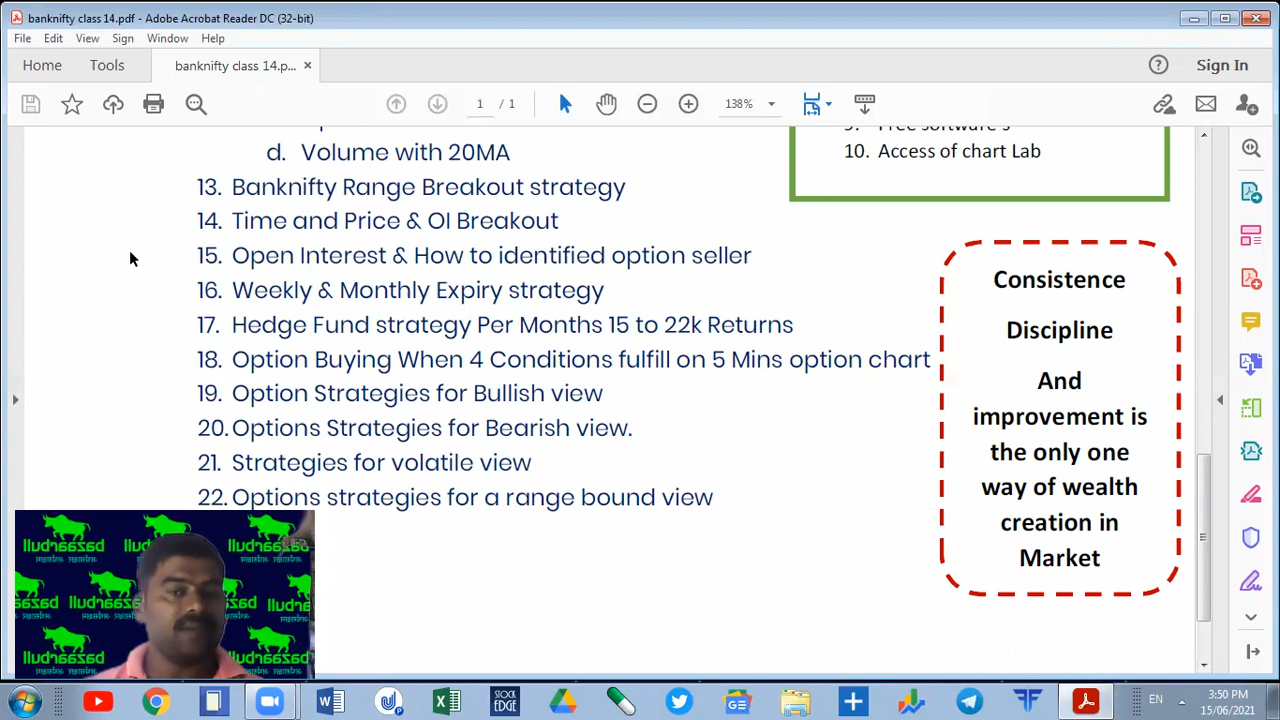 banknifty class 14.pdf - Adobe Acrobat Reader DC (32-bit)
File Edit View Sign Window Help
Home Tools banknifty class 14.p... × Sign In
1 / 1 138%
d. Volume with 20MA
10. Access of chart Lab
13. Banknifty Range Breakout strategy
14. Time and Price & OI Breakout
15. Open Interest & How to identified option seller
16. Weekly & Monthly Expiry strategy
17. Hedge Fund strategy Per Months 15 to 22k Returns
18. Option Buying When 4 Conditions fulfill on 5 Mins option chart
19. Option Strategies for Bullish view
20. Options Strategies for Bearish view.
21. Strategies for volatile view
22. Options strategies for a range bound view
Consistence
Discipline
And
improvement is
the only one
way of wealth
creation in
Market
bazaarbull
STOCK
EDGE
EN
3:50 PM
15/06/2021